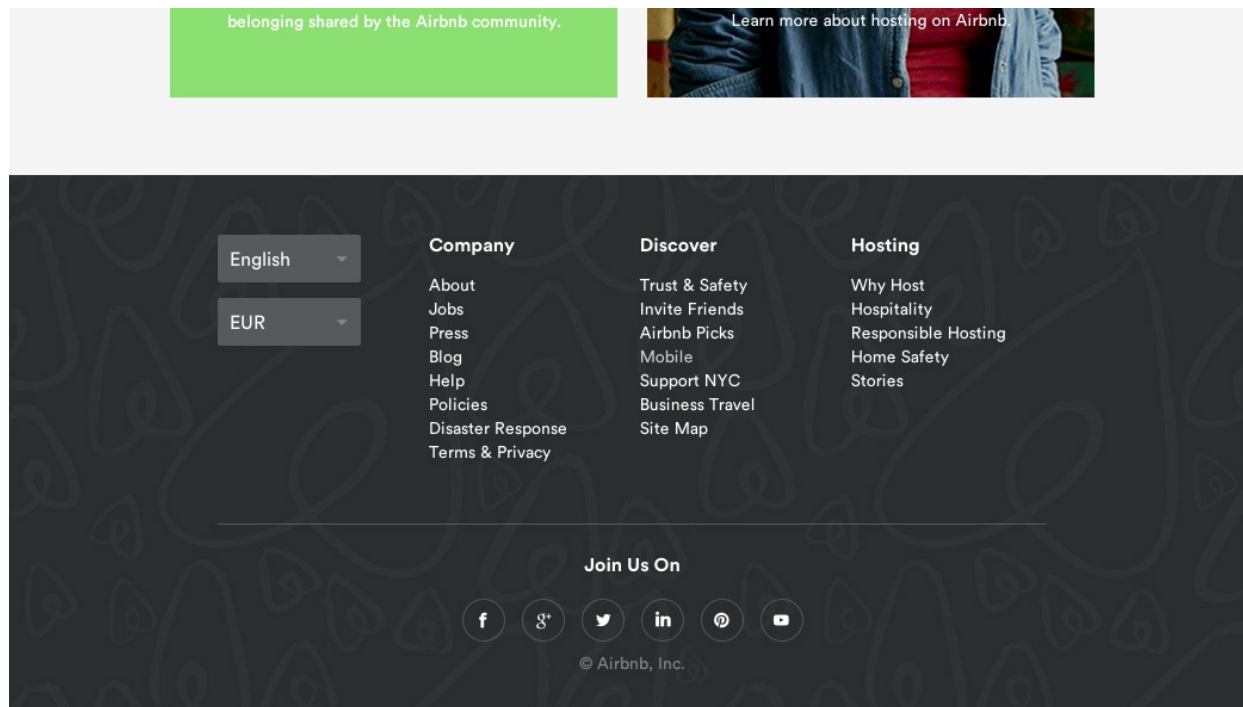 belonging shared by the Airbnb community.
Learn more about hosting on Airbnb.
English
EUR
Company
About
Jobs
Press
Blog
Help
Policies
Disaster Response
Terms & Privacy
Discover
Trust & Safety
Invite Friends
Airbnb Picks
Mobile
Support NYC
Business Travel
Site Map
Hosting
Why Host
Hospitality
Responsible Hosting
Home Safety
Stories
Join Us On
f
g+
in
© Airbnb, Inc.